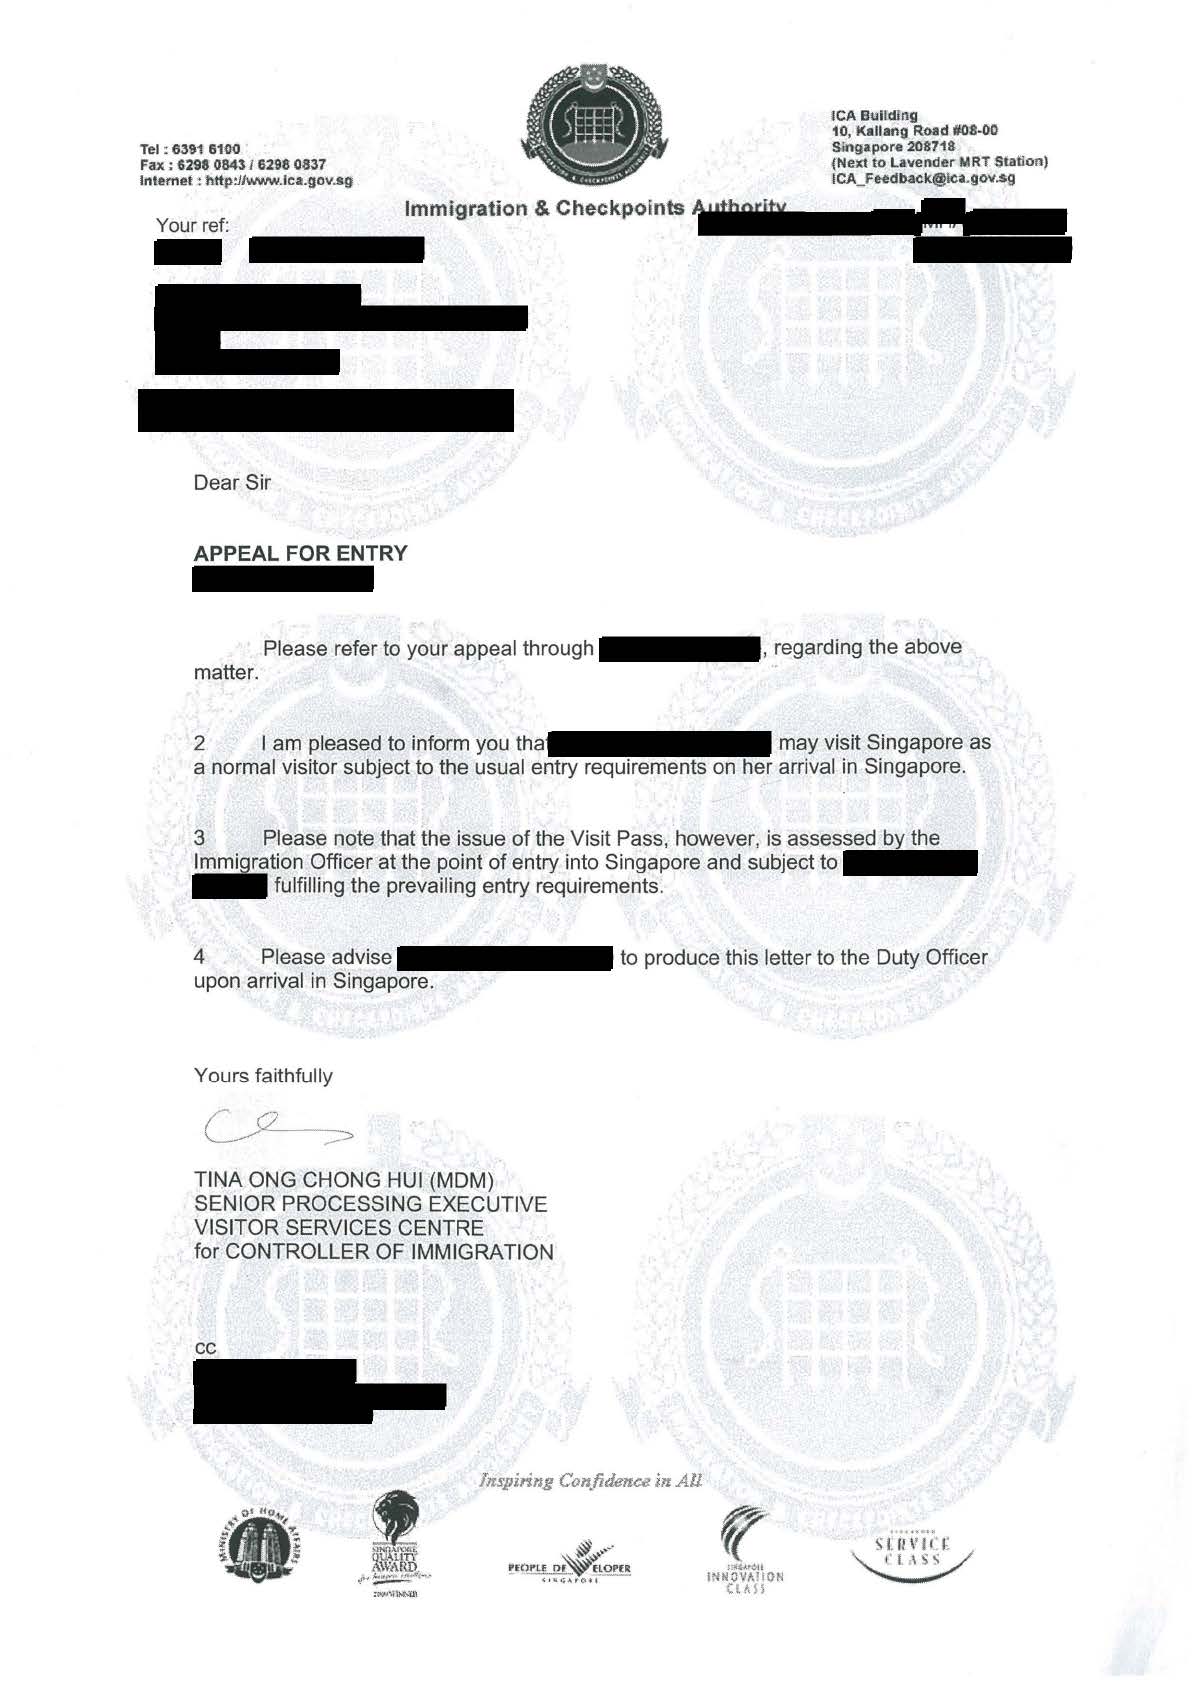 Tel : 6391 6100
Fax : 6298 0843 / 6298 0837
Internet : http://www.ica.gov.sg
ICA Building
10, Kallang Road #08-00
Singapore 208718
(Next to Lavender MRT Station)
ICA_Feedback@ica.gov.sg
Immigration & Checkpoints Authority
Your ref:
Dear Sir
APPEAL FOR ENTRY
Please refer to your appeal through , regarding the above
matter.
2 I am pleased to inform you that may visit Singapore as
a normal visitor subject to the usual entry requirements on her arrival in Singapore.
3 Please note that the issue of the Visit Pass, however, is assessed by the
Immigration Officer at the point of entry into Singapore and subject to
fulfilling the prevailing entry requirements.
4 Please advise to produce this letter to the Duty Officer
upon arrival in Singapore.
Yours faithfully
TINA ONG CHONG HUI (MDM)
SENIOR PROCESSING EXECUTIVE
VISITOR SERVICES CENTRE
for CONTROLLER OF IMMIGRATION
cc
Inspiring Confidence in All
MINISTRY OF HOME AFFAIRS
SINGAPORE
QUALITY
AWARD
for business excellence
PEOPLE DEVELOPER
SINGAPORE
SINGAPORE
INNOVATION
CLASS
SINGAPORE
SERVICE
CLASS